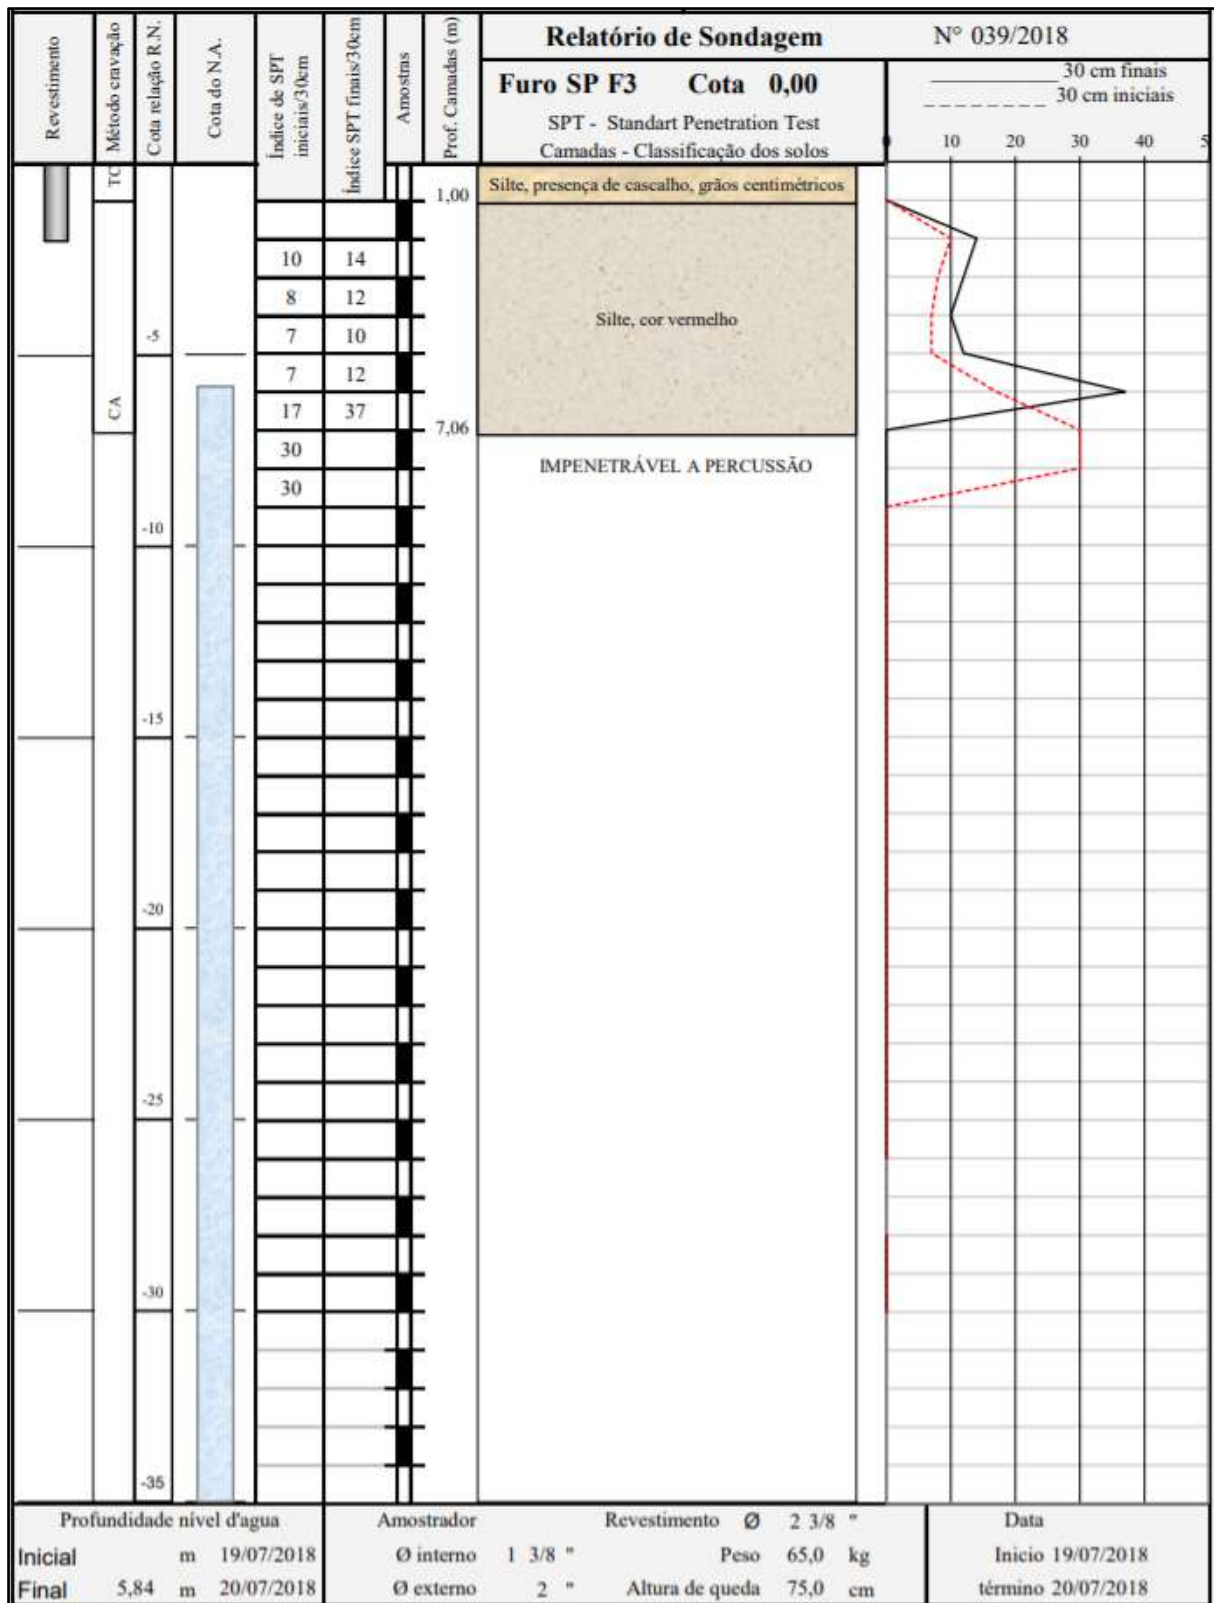 Revestimento
Método cravação
Cota relação R.N.
Cota do N.A.
Índice de SPT
iniciais/30cm
Índice SPT finais/30cm
Amostras
Prof. Camadas (m)
Relatório de Sondagem
N° 039/2018
Furo SP F3 Cota 0,00
SPT - Standart Penetration Test
Camadas - Classificação dos solos
30 cm finais
30 cm iniciais
0 10 20 30 40 5
TC
1,00
Silte, presença de cascalho, grãos centimétricos
10 14
8 12
Silte, cor vermelho
-5 7 10
7 12
CA 17 37
7,06
30
IMPENETRÁVEL A PERCUSSÃO
30
-10
-15
-20
-25
-30
-35
Profundidade nível d'agua
Inicial m 19/07/2018
Final 5,84 m 20/07/2018
Amostrador Revestimento Ø 2 3/8 "
Ø interno 1 3/8 " Peso 65,0 kg
Ø externo 2 " Altura de queda 75,0 cm
Data
Inicio 19/07/2018
término 20/07/2018